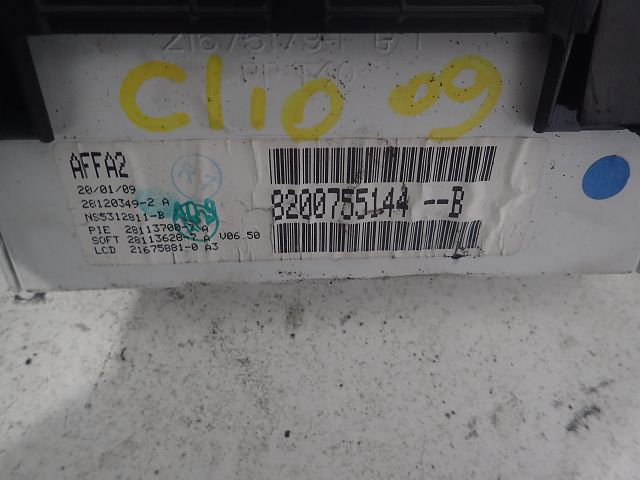 Clio 09
AFFA2
20/01/09
28120349-2 A
NS5312811-B
PIE 28113700-2 A
SOFT 28113628-2 A V06.50
LCD 21675881-0 A3
8200755144 --B